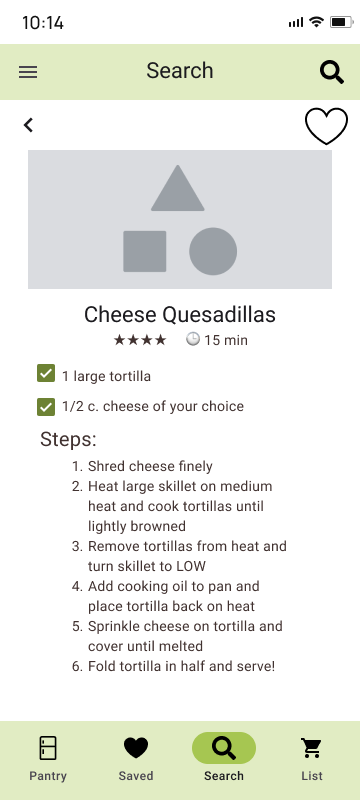 10:14
Search
Cheese Quesadillas
★★★★ 15 min
1 large tortilla
1/2 c. cheese of your choice
Steps:
1. Shred cheese finely
2. Heat large skillet on medium
heat and cook tortillas until
lightly browned
3. Remove tortillas from heat and
turn skillet to LOW
4. Add cooking oil to pan and
place tortilla back on heat
5. Sprinkle cheese on tortilla and
cover until melted
6. Fold tortilla in half and serve!
Pantry Saved Search List